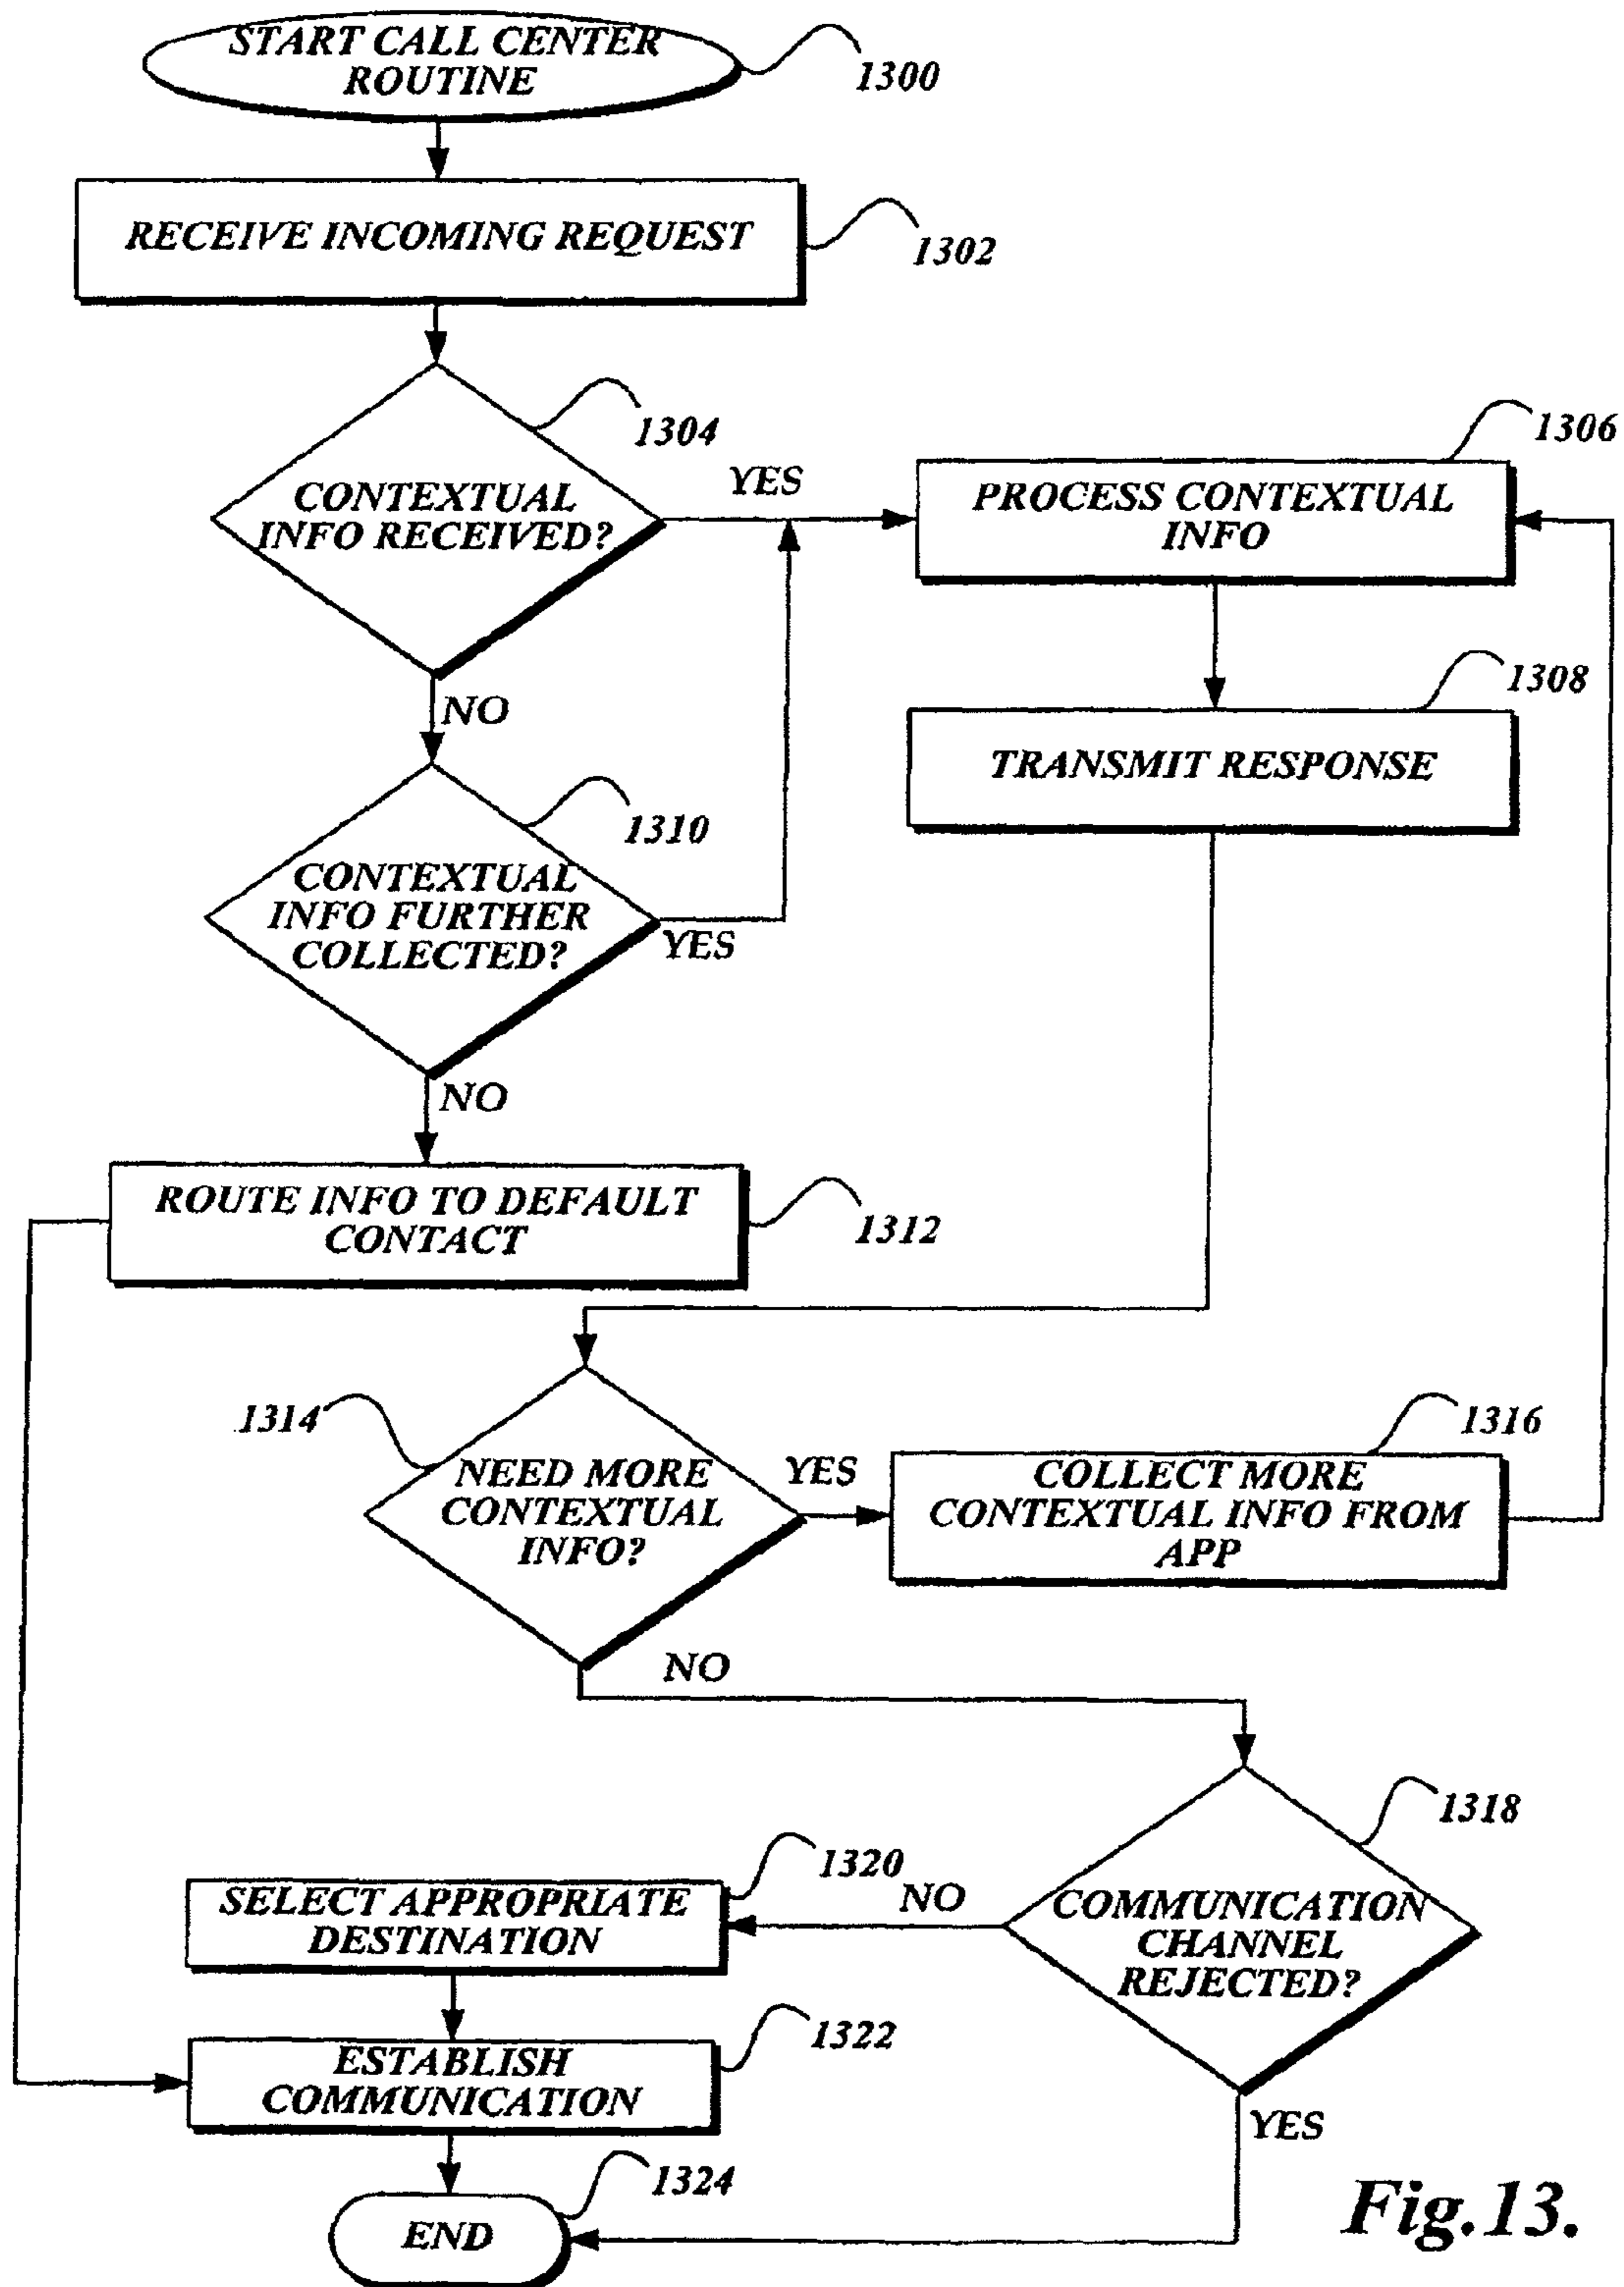 START CALL CENTER
ROUTINE
1300
RECEIVE INCOMING REQUEST
1302
1304
CONTEXTUAL
INFO RECEIVED?
YES
1306
PROCESS CONTEXTUAL
INFO
NO
1308
TRANSMIT RESPONSE
1310
CONTEXTUAL
INFO FURTHER
COLLECTED?
YES
NO
ROUTE INFO TO DEFAULT
CONTACT
1312
1314
NEED MORE
CONTEXTUAL
INFO?
YES
1316
COLLECT MORE
CONTEXTUAL INFO FROM
APP
NO
1318
COMMUNICATION
CHANNEL
REJECTED?
NO
1320
SELECT APPROPRIATE
DESTINATION
1322
ESTABLISH
COMMUNICATION
YES
1324
END
Fig.13.